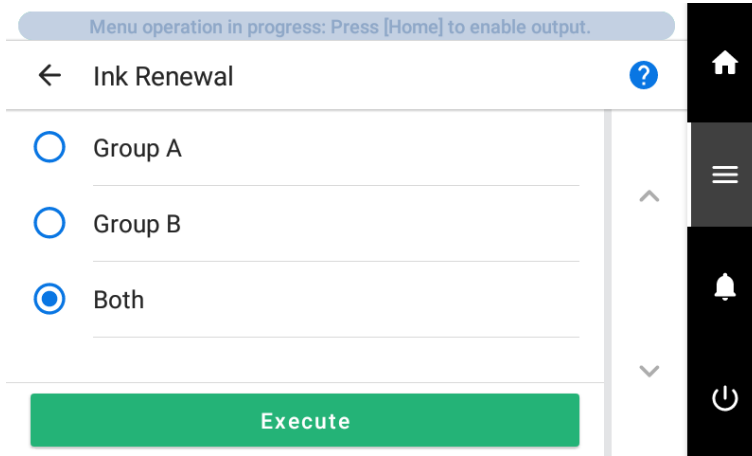 Menu operation in progress: Press [Home] to enable output.
Ink Renewal
?
Group A
Group B
Both
Execute